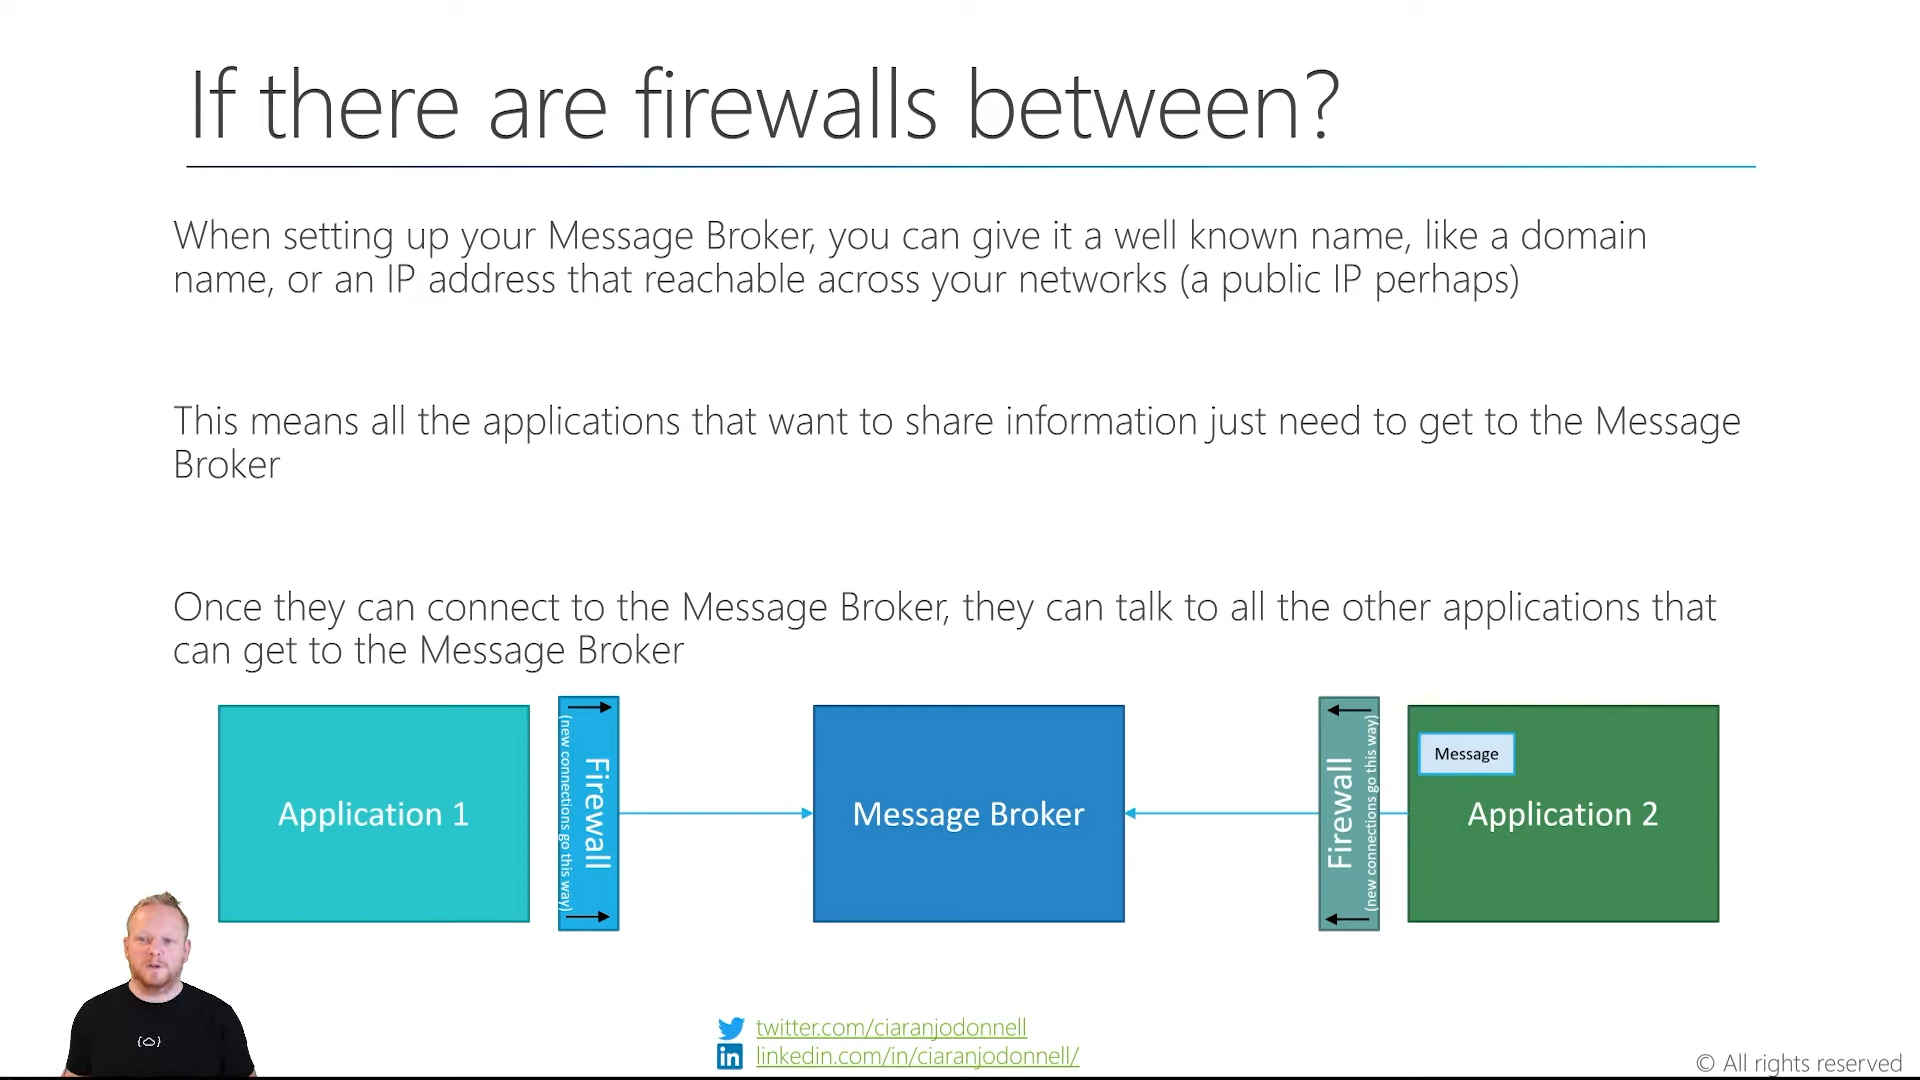 If there are firewalls between?
When setting up your Message Broker, you can give it a well known name, like a domain
name, or an IP address that reachable across your networks (a public IP perhaps)
This means all the applications that want to share information just need to get to the Message
Broker
Once they can connect to the Message Broker, they can talk to all the other applications that
can get to the Message Broker
Application 1
Firewall
(new connections go this way)
Message Broker
Firewall
(new connections go this way)
Message
Application 2
twitter.com/ciaranjodonnell
linkedin.com/in/ciaranjodonnell/
© All rights reserved